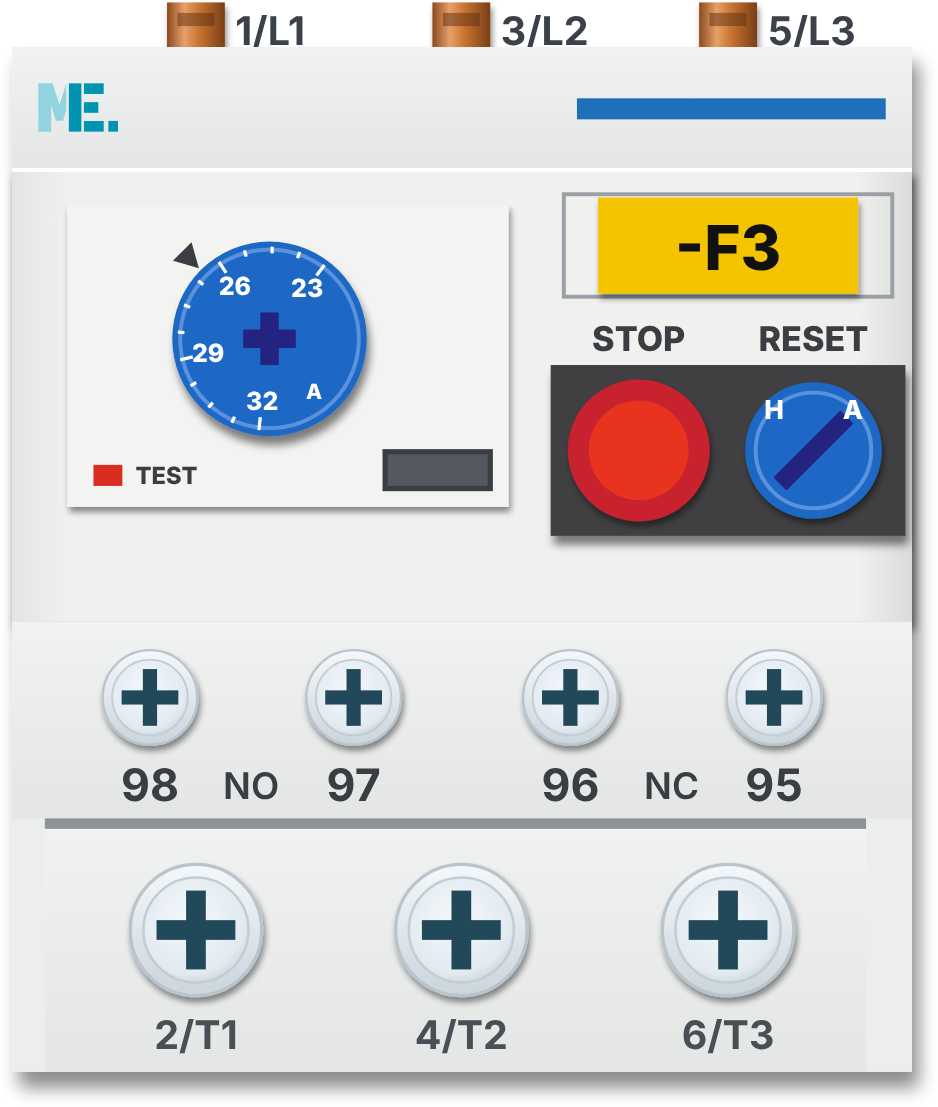 1/L1 3/L2 5/L3
ME.
-F3
26 23
29
32 A
STOP RESET
H A
TEST
98 NO 97 96 NC 95
2/T1 4/T2 6/T3